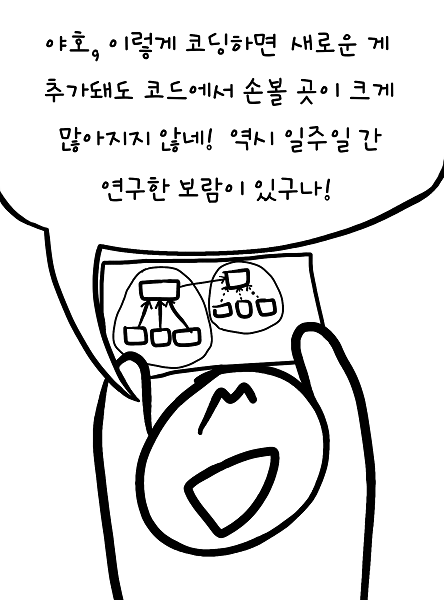 야호, 이렇게 코딩하면 새로운 게
추가돼도 코드에서 손볼 곳이 크게
많아지지 않네! 역시 일주일 간
연구한 보람이 있구나!